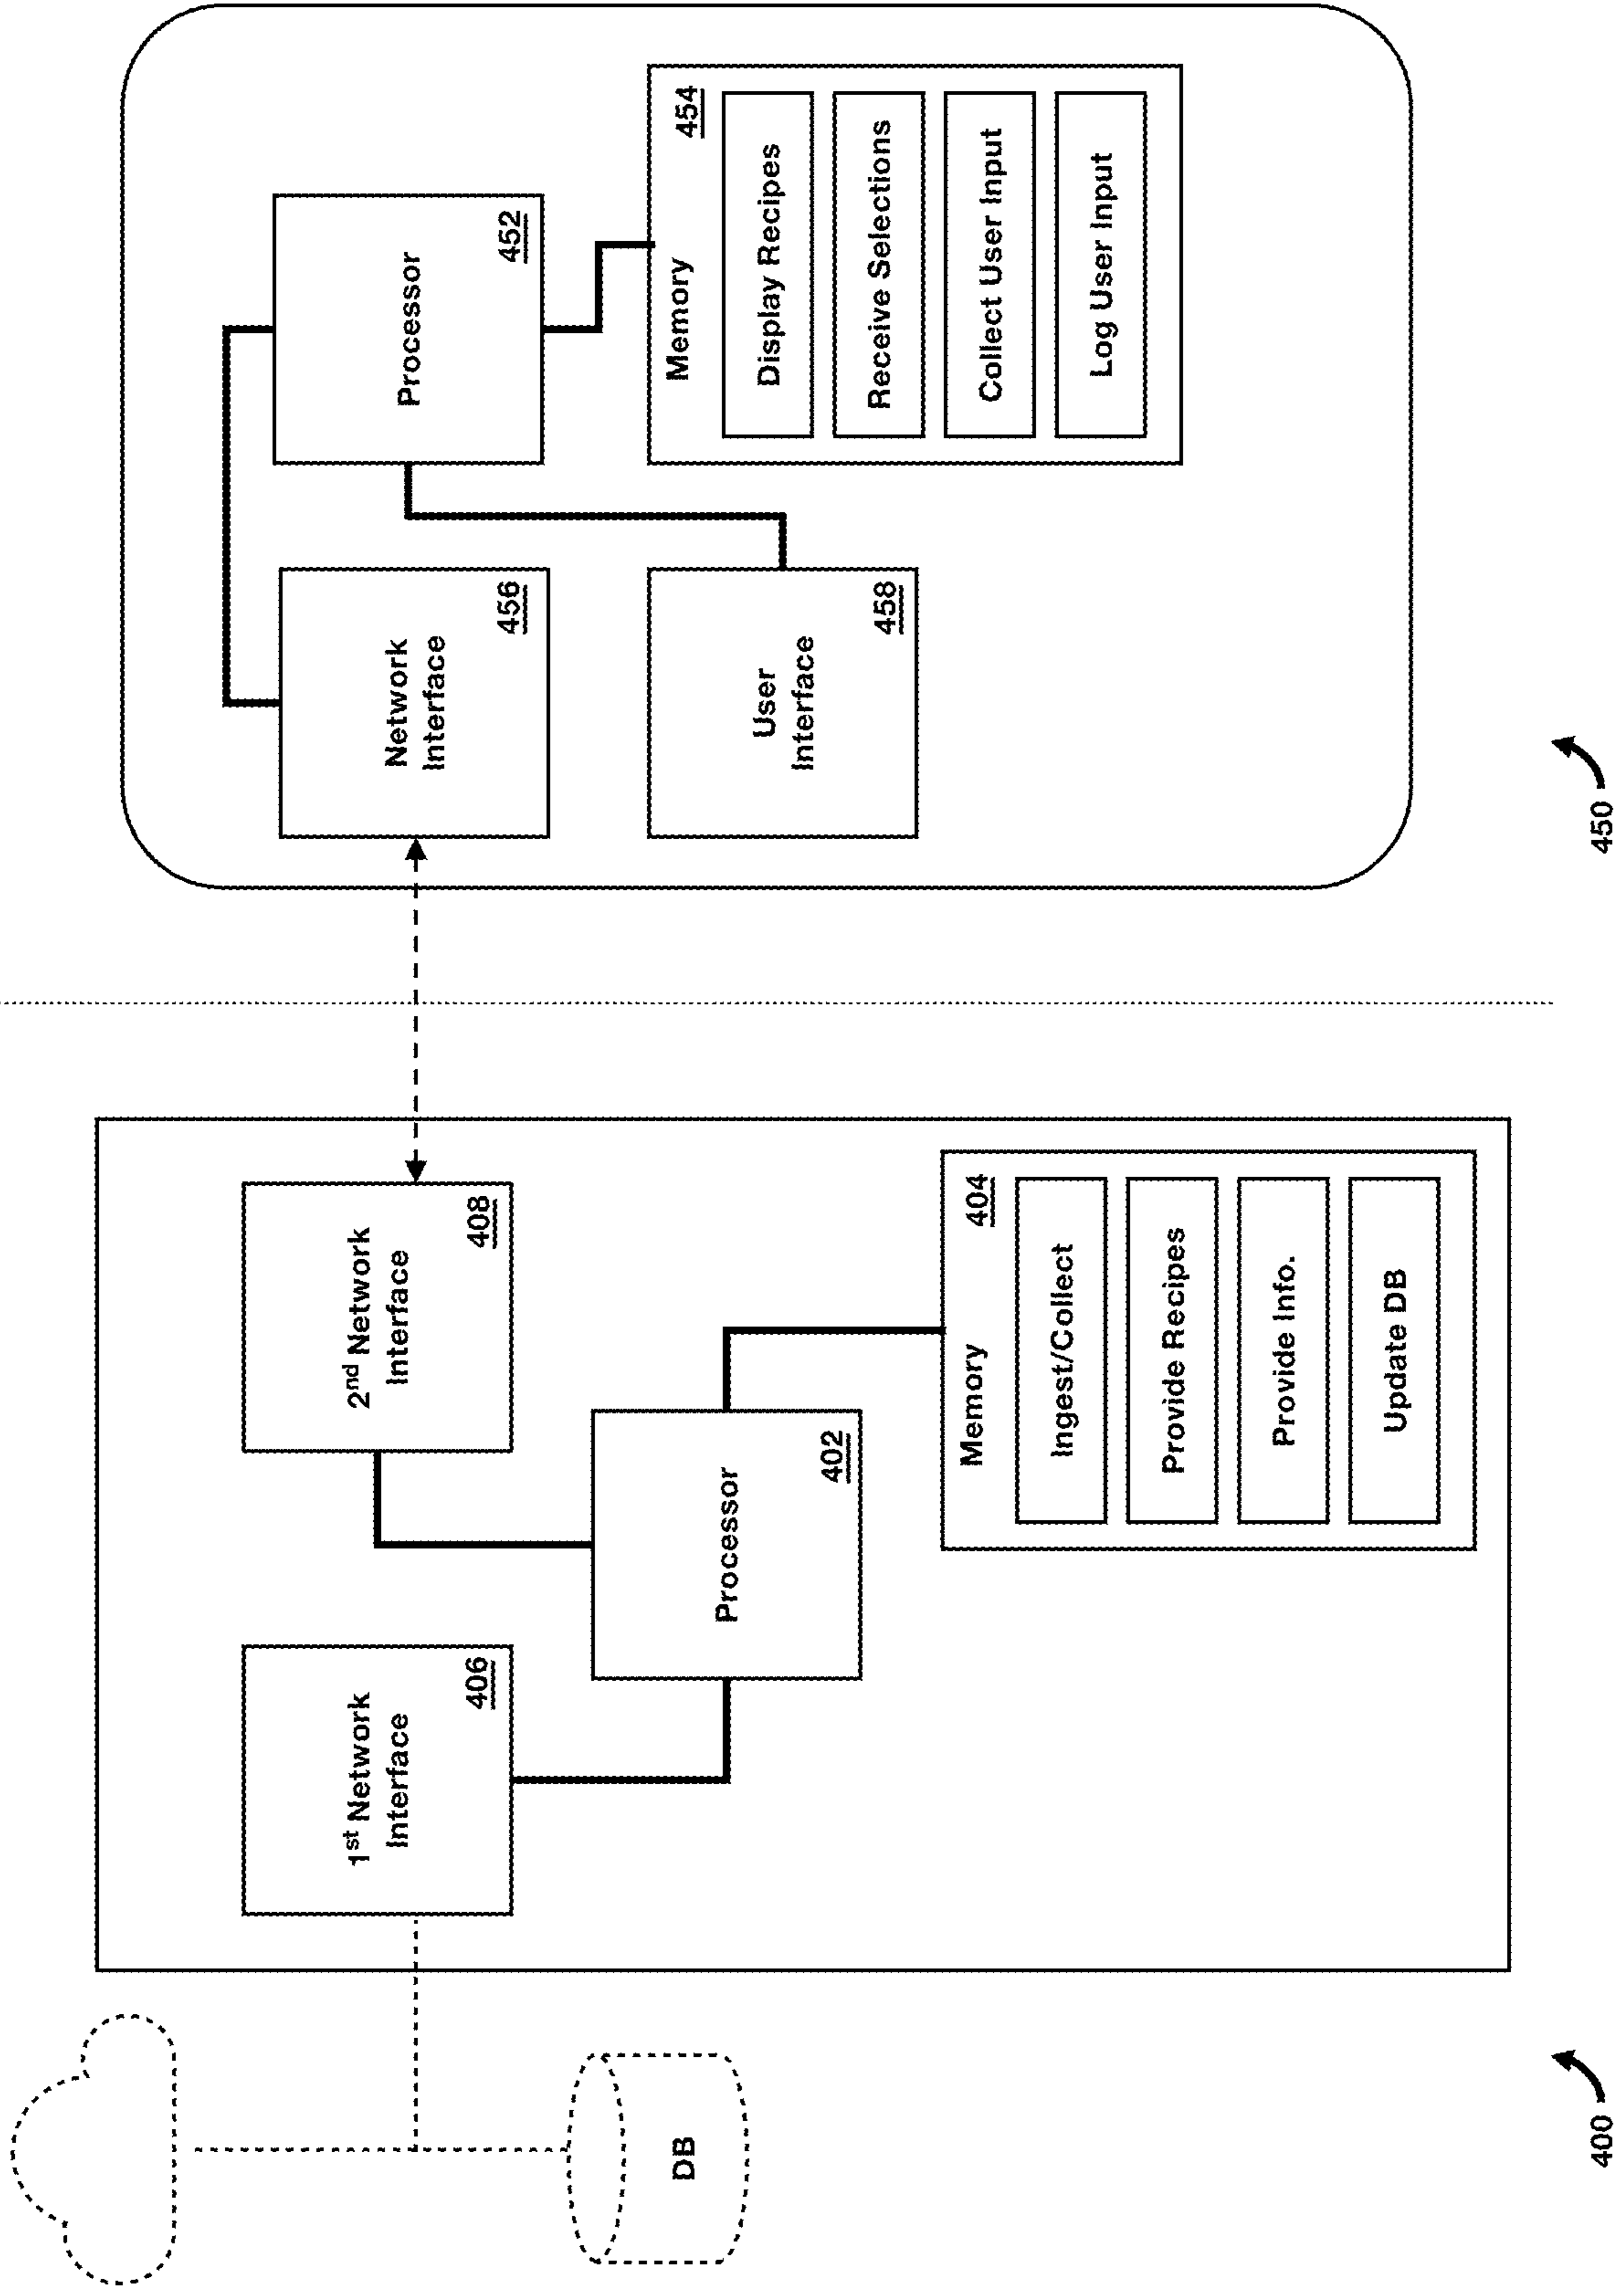 DB
400
1st Network
Interface
406
2nd Network
Interface
408
Processor
402
Memory
404
Ingest/Collect
Provide Recipes
Provide Info.
Update DB
Network
Interface
456
Processor
452
User
Interface
458
Memory
454
Display Recipes
Receive Selections
Collect User Input
Log User Input
450